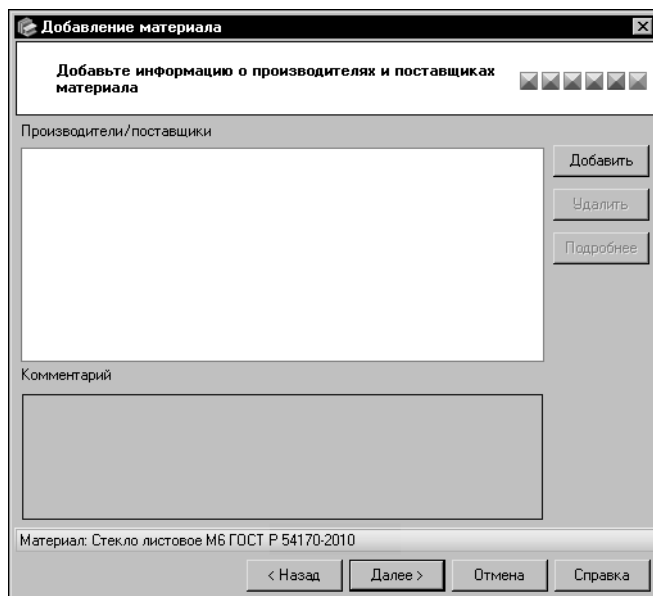 Добавление материала
Добавьте информацию о производителях и поставщиках
материала
Производители/поставщики
Добавить
Удалить
Подробнее
Комментарий
Материал: Стекло листовое М6 ГОСТ Р 54170-2010
< Назад
Далее >
Отмена
Справка